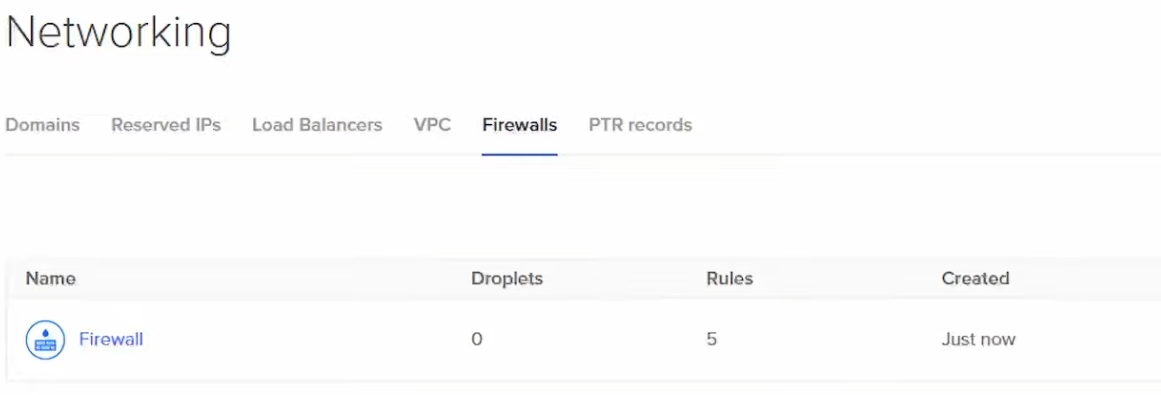 Networking
Domains Reserved IPs Load Balancers VPC Firewalls PTR records
Name Droplets Rules Created
Firewall 0 5 Just now